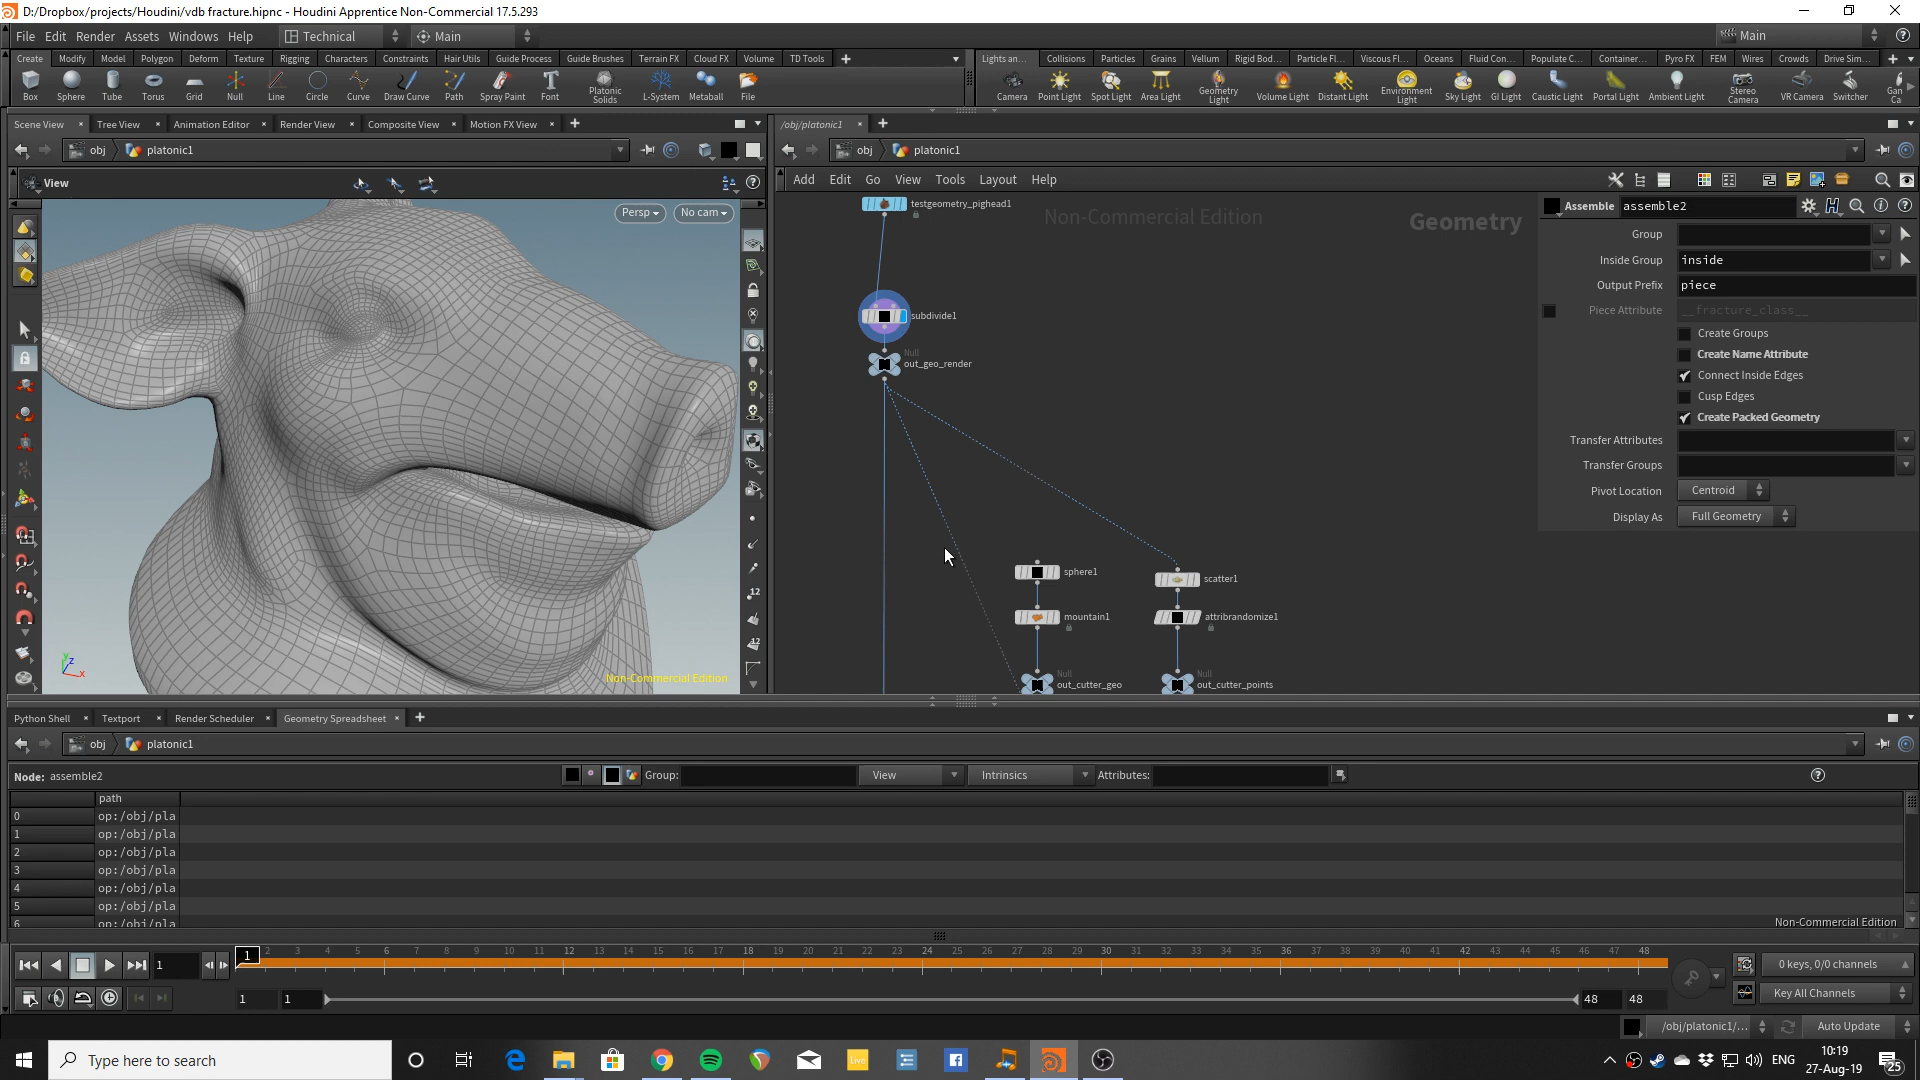 D:/Dropbox/projects/Houdini/vdb fracture.hipnc - Houdini Apprentice Non-Commercial 17.5.293
File Edit Render Assets Windows Help Technical Main Main
Create Modify Model Polygon Deform Texture Rigging Characters Constraints Hair Utils Guide Process Guide Brushes Terrain FX Cloud FX Volume TD Tools
Lights an... Collisions Particles Grains Vellum Rigid Bod... Particle Fl... Viscous Fl... Oceans Fluid Con... Populate C... Container... Pyro FX FEM Wires Crowds Drive Sim...
Box Sphere Tube Torus Grid Null Line Circle Curve Draw Curve Path Spray Paint Font Platonic Solids L-System Metaball File
Camera Point Light Spot Light Area Light Geometry Light Volume Light Distant Light Environment Light Sky Light GI Light Caustic Light Portal Light Ambient Light Stereo Camera VR Camera Switcher Gan Ca
Scene View Tree View Animation Editor Render View Composite View Motion FX View
/obj/platonic1
obj platonic1
obj platonic1
View
Add Edit Go View Tools Layout Help
Persp No cam
Non-Commercial Edition
Geometry
testgeometry_pighead1
subdivide1
Null
out_geo_render
sphere1
scatter1
mountain1
attribrandomize1
Null
out_cutter_geo
Null
out_cutter_points
12
12
Non-Commercial Edition
Assemble assemble2
Group
Inside Group inside
Output Prefix piece
Piece Attribute __fracture_class__
Create Groups
Create Name Attribute
Connect Inside Edges
Cusp Edges
Create Packed Geometry
Transfer Attributes
Transfer Groups
Pivot Location Centroid
Display As Full Geometry
Python Shell Textport Render Scheduler Geometry Spreadsheet
obj platonic1
Node: assemble2 Group: View Intrinsics Attributes:
path
0 op:/obj/pla
1 op:/obj/pla
2 op:/obj/pla
3 op:/obj/pla
4 op:/obj/pla
5 op:/obj/pla
6 op:/obj/pla
Non-Commercial Edition
1 1 2 3 4 5 6 7 8 9 10 11 12 13 14 15 16 17 18 19 20 21 22 23 24 25 26 27 28 29 30 31 32 33 34 35 36 37 38 39 40 41 42 43 44 45 46 47 48
0 keys, 0/0 channels
1 1 48 48
Key All Channels
/obj/platonic1/... Auto Update
Type here to search
Live
ENG
10:19
27-Aug-19
25